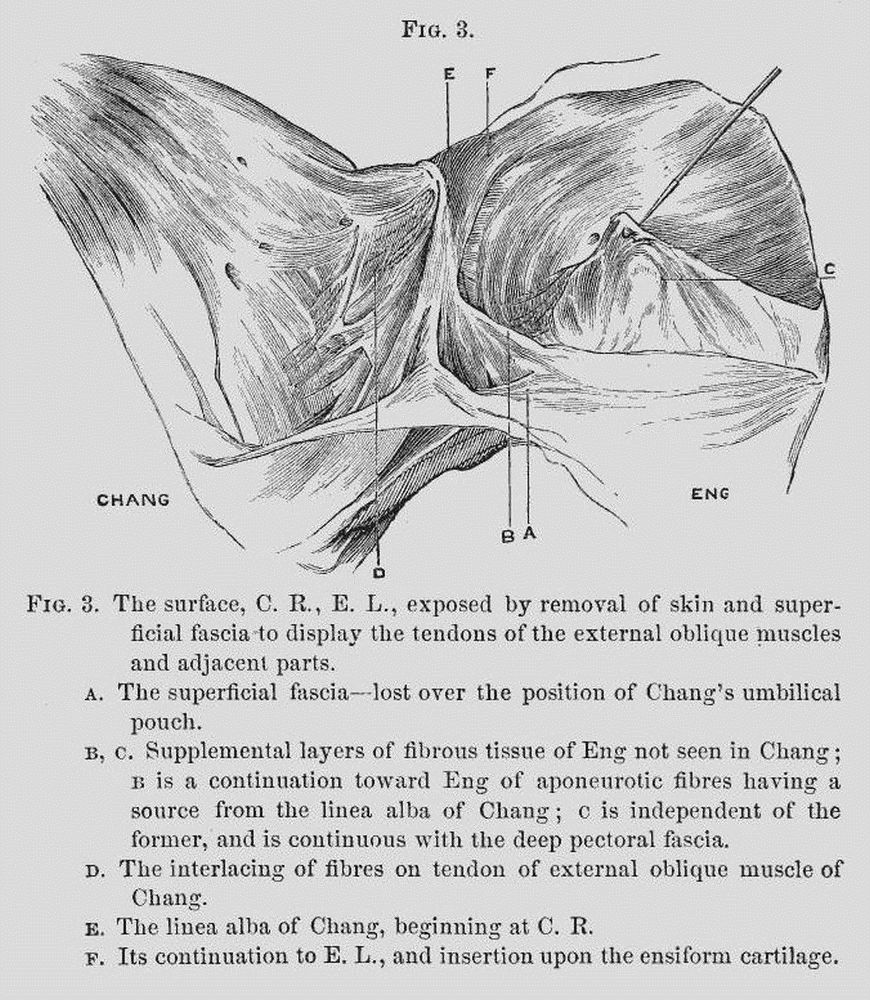 FIG. 3.
E F
C
CHANG
ENG
B A
D
FIG. 3. The surface, C. R., E. L., exposed by removal of skin and super-
ficial fascia to display the tendons of the external oblique muscles
and adjacent parts.
A. The superficial fascia—lost over the position of Chang's umbilical
pouch.
B, C. Supplemental layers of fibrous tissue of Eng not seen in Chang;
B is a continuation toward Eng of aponeurotic fibres having a
source from the linea alba of Chang; C is independent of the
former, and is continuous with the deep pectoral fascia.
D. The interlacing of fibres on tendon of external oblique muscle of
Chang.
E. The linea alba of Chang, beginning at C. R.
F. Its continuation to E. L., and insertion upon the ensiform cartilage.